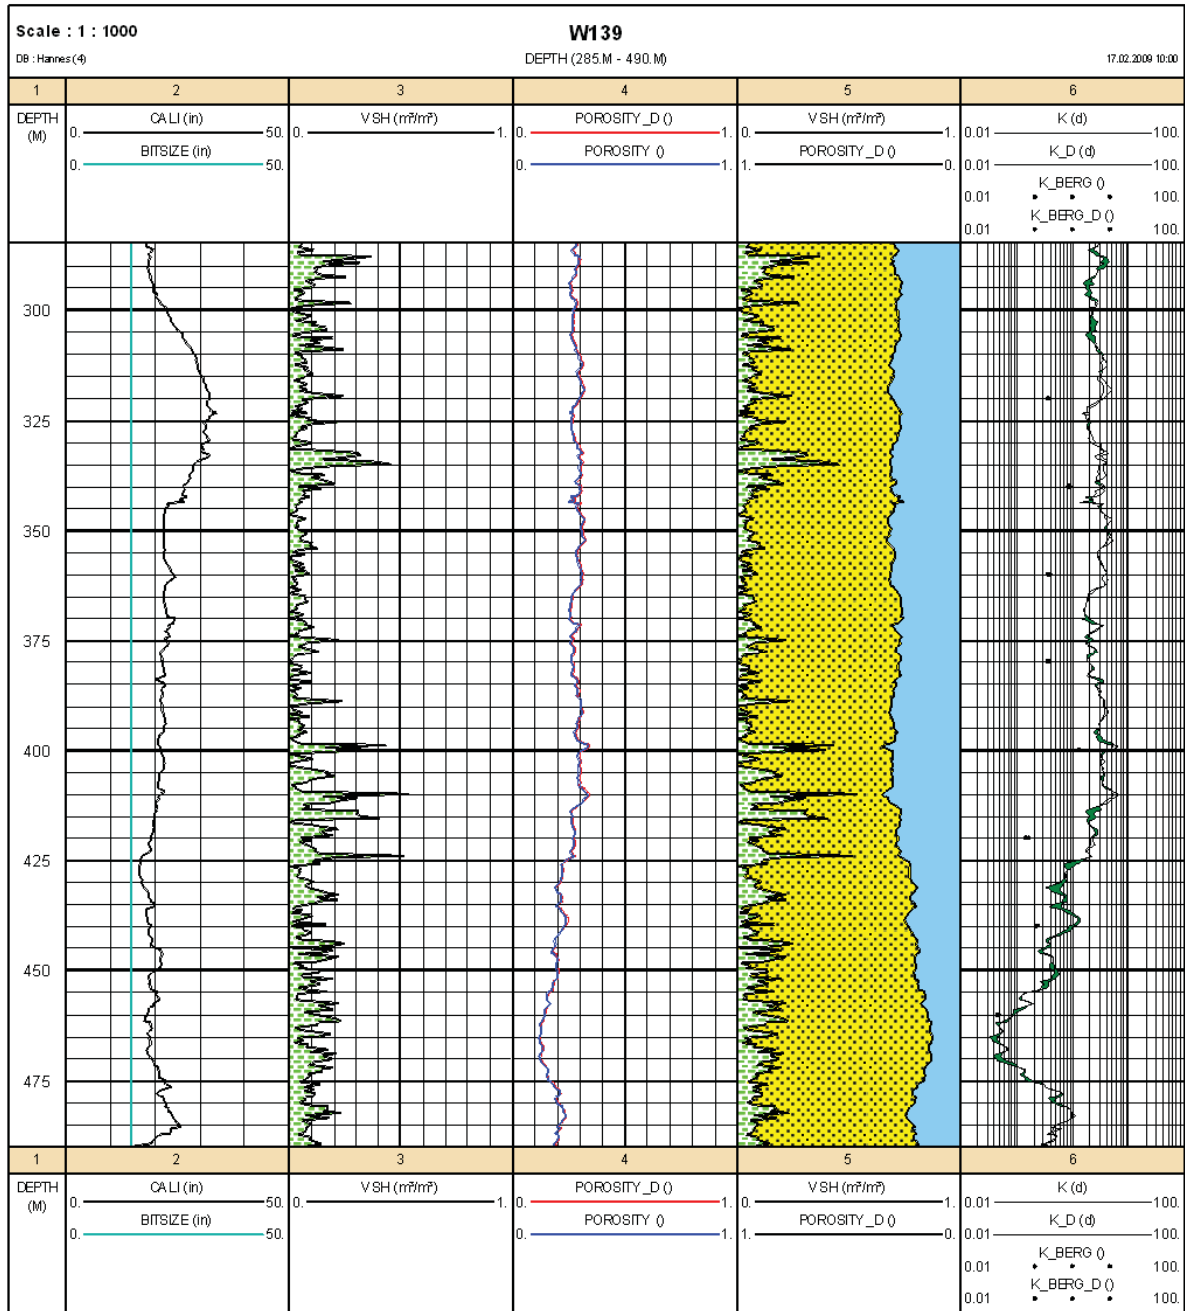 Scale : 1 : 1000
W139
DB : Hannes (4)
DEPTH (285.M - 490.M)
17.02.2009 10:00
1 2 3 4 5 6
DEPTH (M)
CALI (in)
0. 50.
BITSIZE (in)
0. 50.
VSH (m³/m³)
0. 1.
POROSITY_D ()
0. 1.
POROSITY ()
0. 1.
VSH (m³/m³)
0. 1.
POROSITY_D ()
1. 0.
K (d)
0.01 100.
K_D (d)
0.01 100.
K_BERG ()
0.01 100.
K_BERG_D ()
0.01 100.
300
325
350
375
400
425
450
475
1 2 3 4 5 6
DEPTH (M)
CALI (in)
0. 50.
BITSIZE (in)
0. 50.
VSH (m³/m³)
0. 1.
POROSITY_D ()
0. 1.
POROSITY ()
0. 1.
VSH (m³/m³)
0. 1.
POROSITY_D ()
1. 0.
K (d)
0.01 100.
K_D (d)
0.01 100.
K_BERG ()
0.01 100.
K_BERG_D ()
0.01 100.